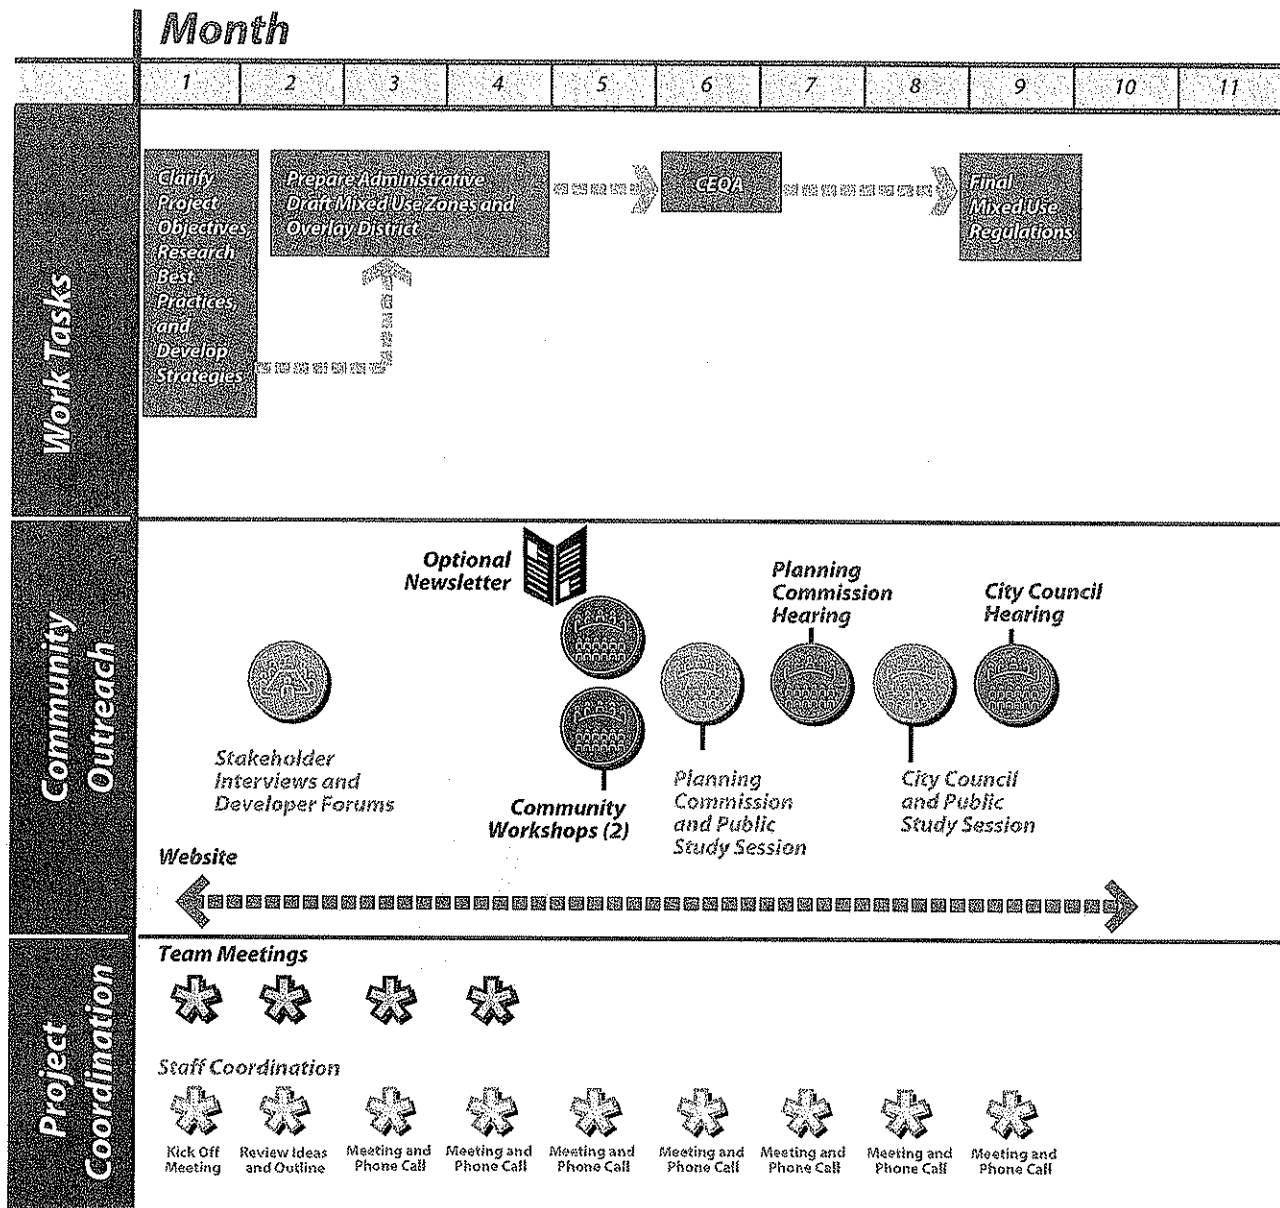 Month
1 2 3 4 5 6 7 8 9 10 11
Work Tasks
Clarify
Project
Objectives,
Research
Best
Practices,
and
Develop
Strategies
Prepare Administrative
Draft Mixed Use Zones and
Overlay District
CEQA
Final
Mixed Use
Regulations
Community
Outreach
Stakeholder
Interviews and
Developer Forums
Optional
Newsletter
Community
Workshops (2)
Planning
Commission
and Public
Study Session
Planning
Commission
Hearing
City Council
and Public
Study Session
City Council
Hearing
Website
Project
Coordination
Team Meetings
Staff Coordination
Kick Off
Meeting
Review Ideas
and Outline
Meeting and
Phone Call
Meeting and
Phone Call
Meeting and
Phone Call
Meeting and
Phone Call
Meeting and
Phone Call
Meeting and
Phone Call
Meeting and
Phone Call